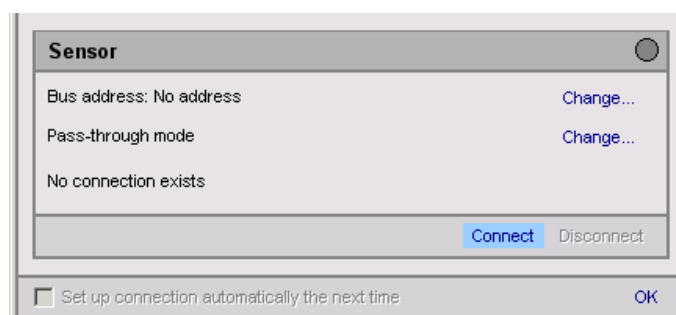 Sensor
Bus address: No address Change...
Pass-through mode Change...
No connection exists
Connect Disconnect
Set up connection automatically the next time OK